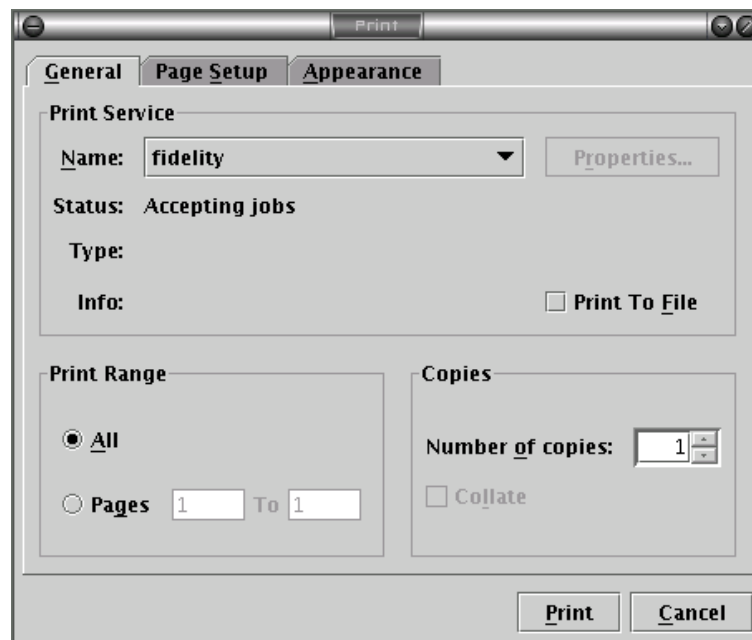 Print
General Page Setup Appearance
Print Service
Name: fidelity Properties...
Status: Accepting jobs
Type:
Info: Print To File
Print Range
All
Pages 1 To 1
Copies
Number of copies: 1
Collate
Print Cancel